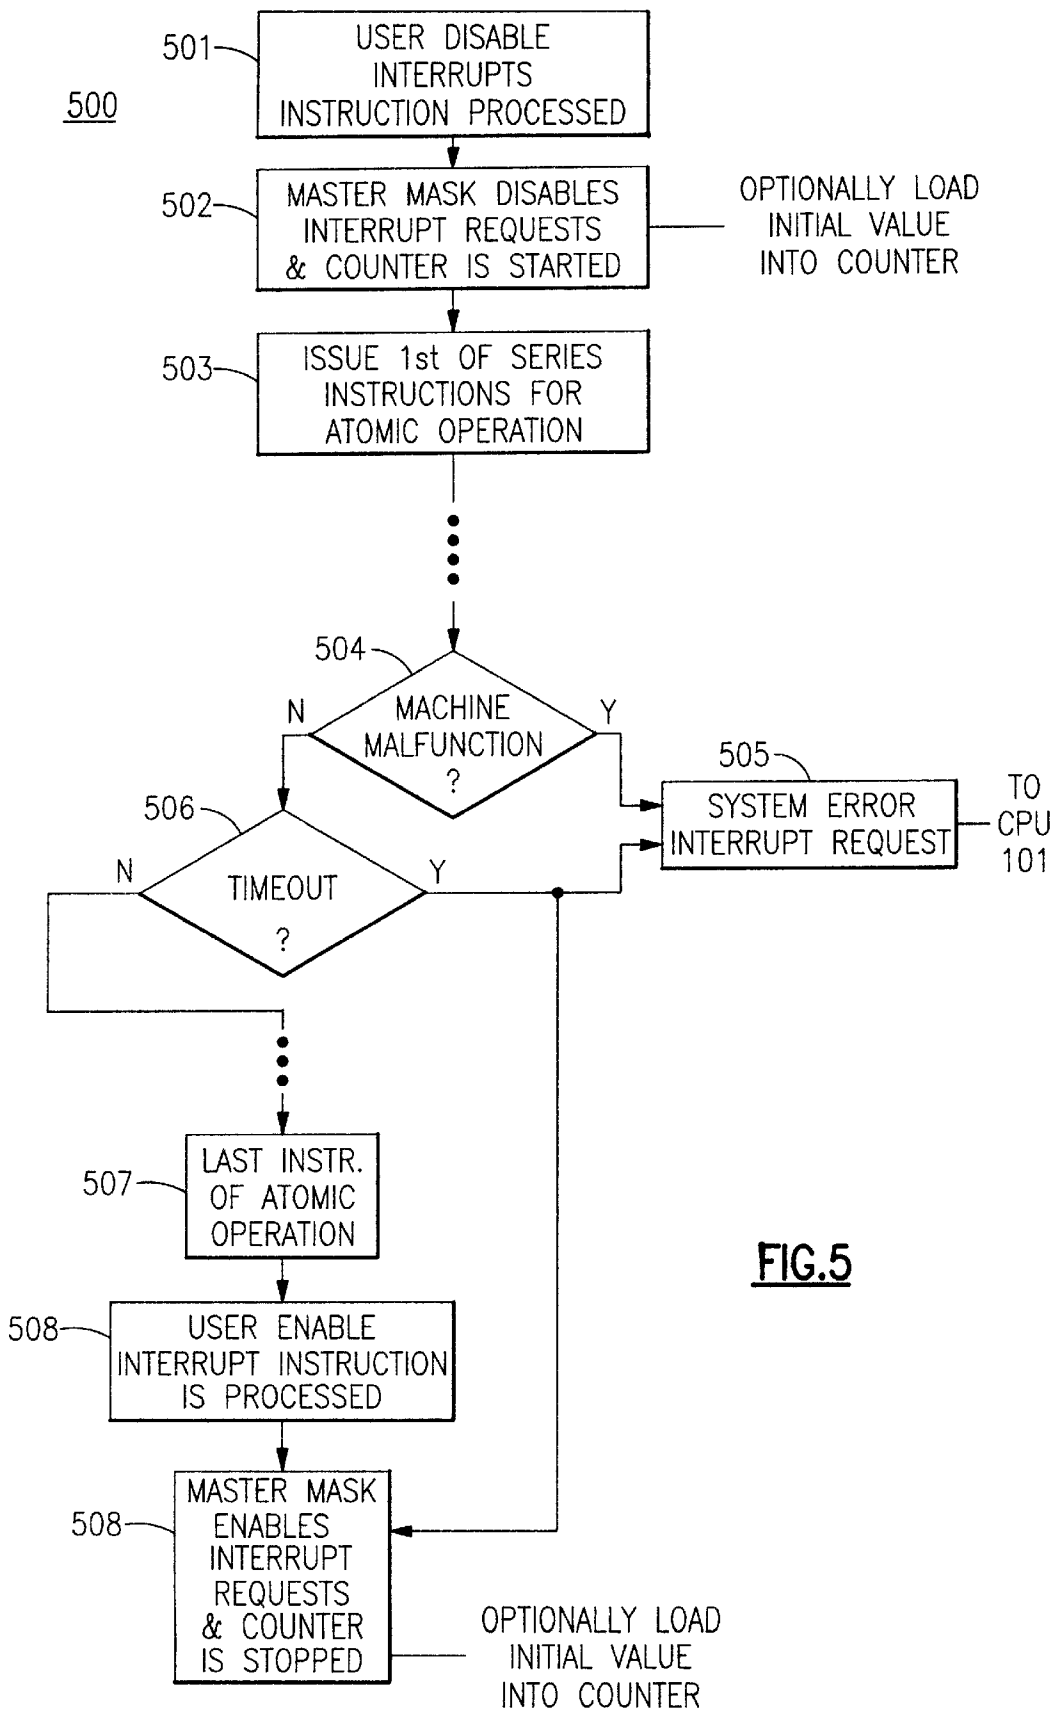 501
USER DISABLE
INTERRUPTS
INSTRUCTION PROCESSED
500
502
MASTER MASK DISABLES
INTERRUPT REQUESTS
& COUNTER IS STARTED
OPTIONALLY LOAD
INITIAL VALUE
INTO COUNTER
503
ISSUE 1st OF SERIES
INSTRUCTIONS FOR
ATOMIC OPERATION
504
N
MACHINE
MALFUNCTION
?
Y
505
SYSTEM ERROR
INTERRUPT REQUEST
TO
CPU
101
506
N
TIMEOUT
?
Y
507
LAST INSTR.
OF ATOMIC
OPERATION
FIG.5
508
USER ENABLE
INTERRUPT INSTRUCTION
IS PROCESSED
508
MASTER MASK
ENABLES
INTERRUPT
REQUESTS
& COUNTER
IS STOPPED
OPTIONALLY LOAD
INITIAL VALUE
INTO COUNTER